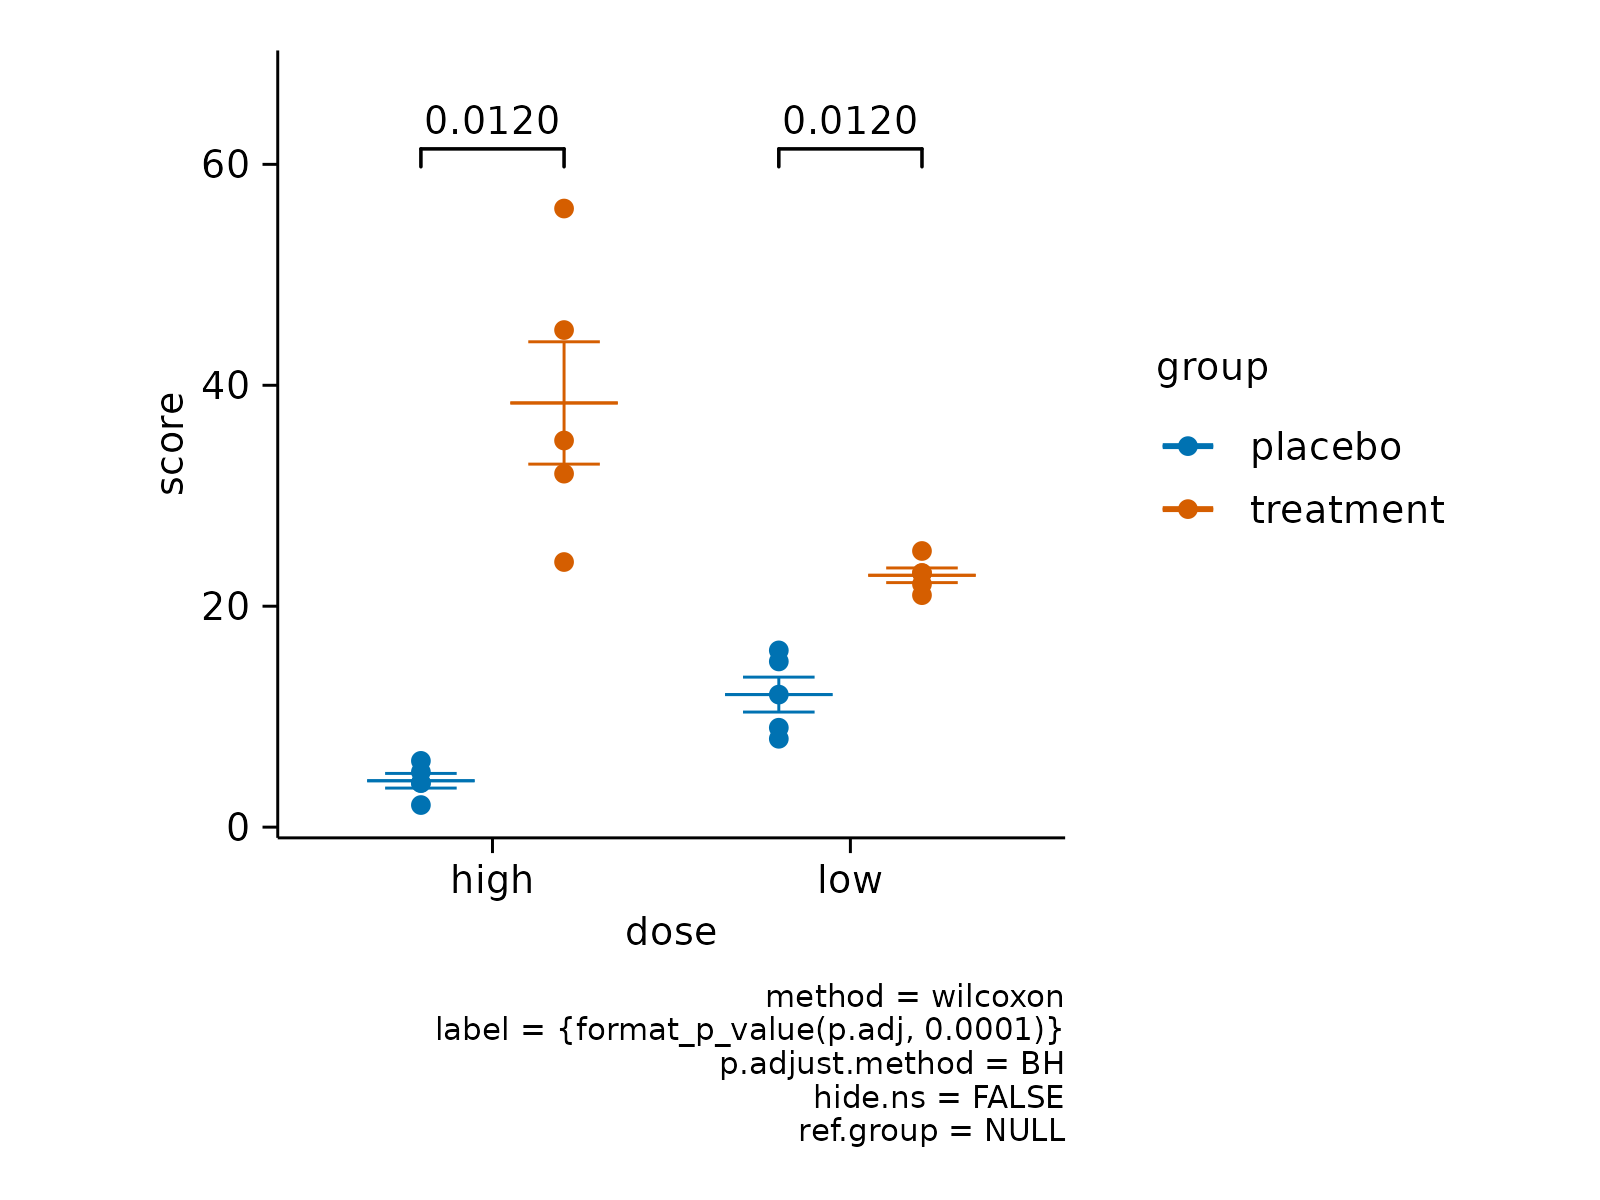 0.0120 0.0120
60
40
20
0
score
high low
dose
group
placebo
treatment
method = wilcoxon
label = {format_p_value(p.adj, 0.0001)}
p.adjust.method = BH
hide.ns = FALSE
ref.group = NULL